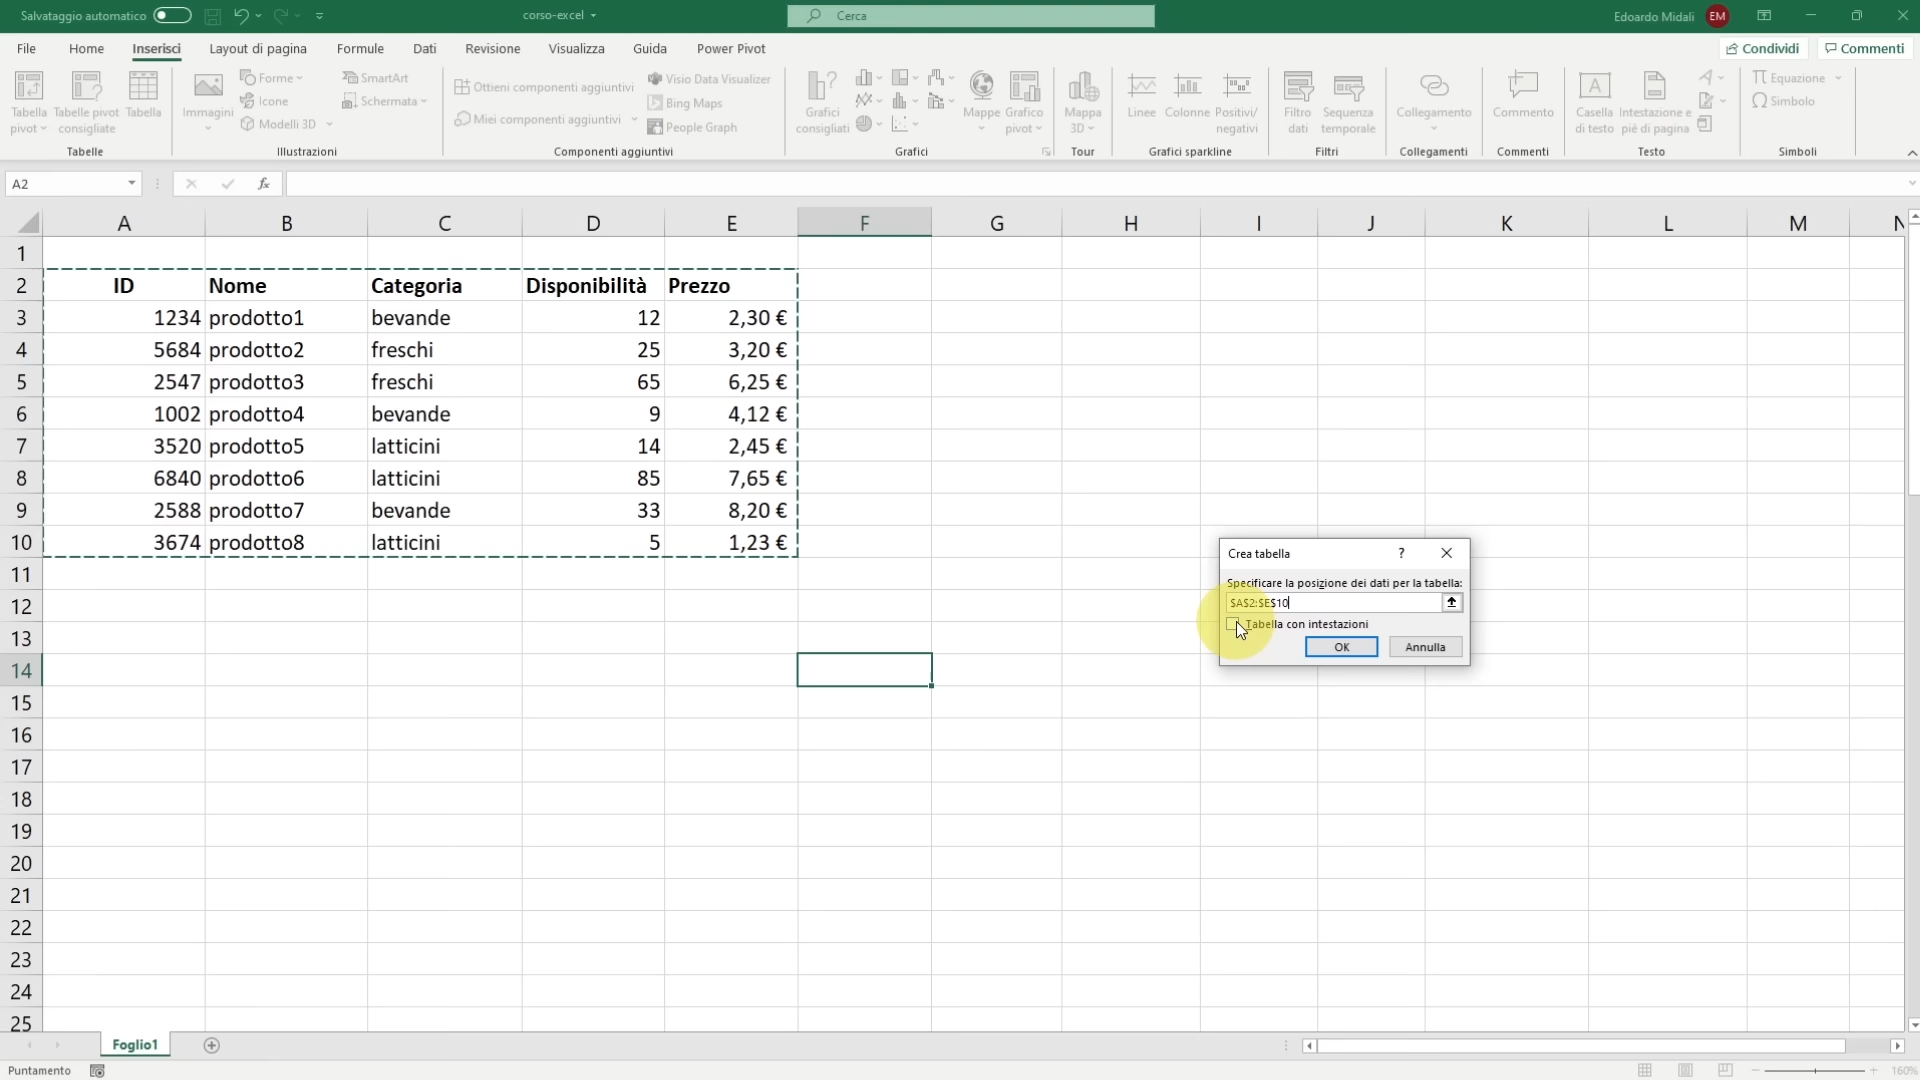 Salvataggio automatico
corso-excel
Cerca
Edoardo Midali
EM
File
Home
Inserisci
Layout di pagina
Formule
Dati
Revisione
Visualizza
Guida
Power Pivot
Condividi
Commenti
Tabella pivot
Tabelle pivot consigliate
Tabella
Tabelle
Immagini
Forme
Icone
Modelli 3D
SmartArt
Schermata
Illustrazioni
Ottieni componenti aggiuntivi
Miei componenti aggiuntivi
Visio Data Visualizer
Bing Maps
People Graph
Componenti aggiuntivi
Grafici consigliati
Mappe
Grafico pivot
Grafici
Mappa 3D
Tour
Linee
Colonne
Positivi/ negativi
Grafici sparkline
Filtro dati
Sequenza temporale
Filtri
Collegamento
Collegamenti
Commento
Commenti
Casella di testo
Intestazione e piè di pagina
Testo
Equazione
Simbolo
Simboli
A2
fx
A B C D E F G H I J K L M N
1
2 ID Nome Categoria Disponibilità Prezzo
3 1234 prodotto1 bevande 12 2,30 €
4 5684 prodotto2 freschi 25 3,20 €
5 2547 prodotto3 freschi 65 6,25 €
6 1002 prodotto4 bevande 9 4,12 €
7 3520 prodotto5 latticini 14 2,45 €
8 6840 prodotto6 latticini 85 7,65 €
9 2588 prodotto7 bevande 33 8,20 €
10 3674 prodotto8 latticini 5 1,23 €
11
12
13
14
15
16
17
18
19
20
21
22
23
24
25
Crea tabella
?
Specificare la posizione dei dati per la tabella:
$A$2:$E$10
Tabella con intestazioni
OK
Annulla
Foglio1
Puntamento
160%